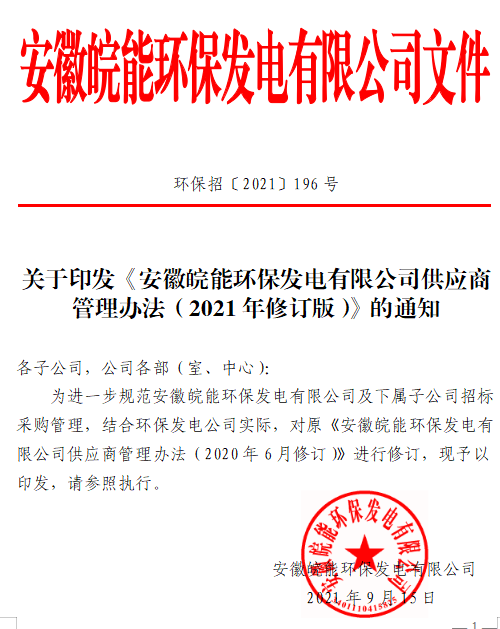 安徽皖能环保发电有限公司文件
环保招〔2021〕196 号
关于印发《安徽皖能环保发电有限公司供应商
管理办法（2021 年修订版）》的通知
各子公司，公司各部（室、中心）：
为进一步规范安徽皖能环保发电有限公司及下属子公司招标
采购管理，结合环保发电公司实际，对原《安徽皖能环保发电有
限公司供应商管理办法（2020 年 6 月修订）》进行修订，现予以
印发，请参照执行。
安徽皖能环保发电有限公司
安徽皖能环保发电有限公司
2021 年 9 月 15 日
— 1